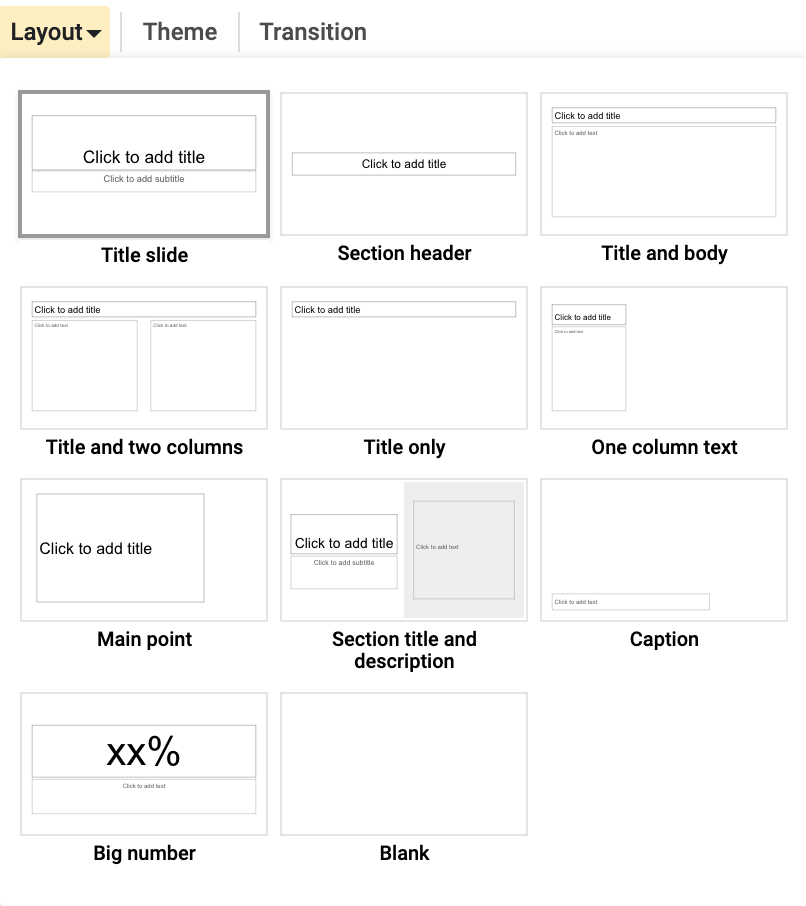 Layout Theme Transition
Click to add title
Click to add subtitle
Title slide
Click to add title
Section header
Click to add title
Click to add text
Title and body
Click to add title
Click to add text Click to add text
Title and two columns
Click to add title
Title only
Click to add title
Click to add text
One column text
Click to add title
Main point
Click to add title
Click to add subtitle
Click to add text
Section title and
description
Click to add text
Caption
xx%
Click to add text
Big number
Blank